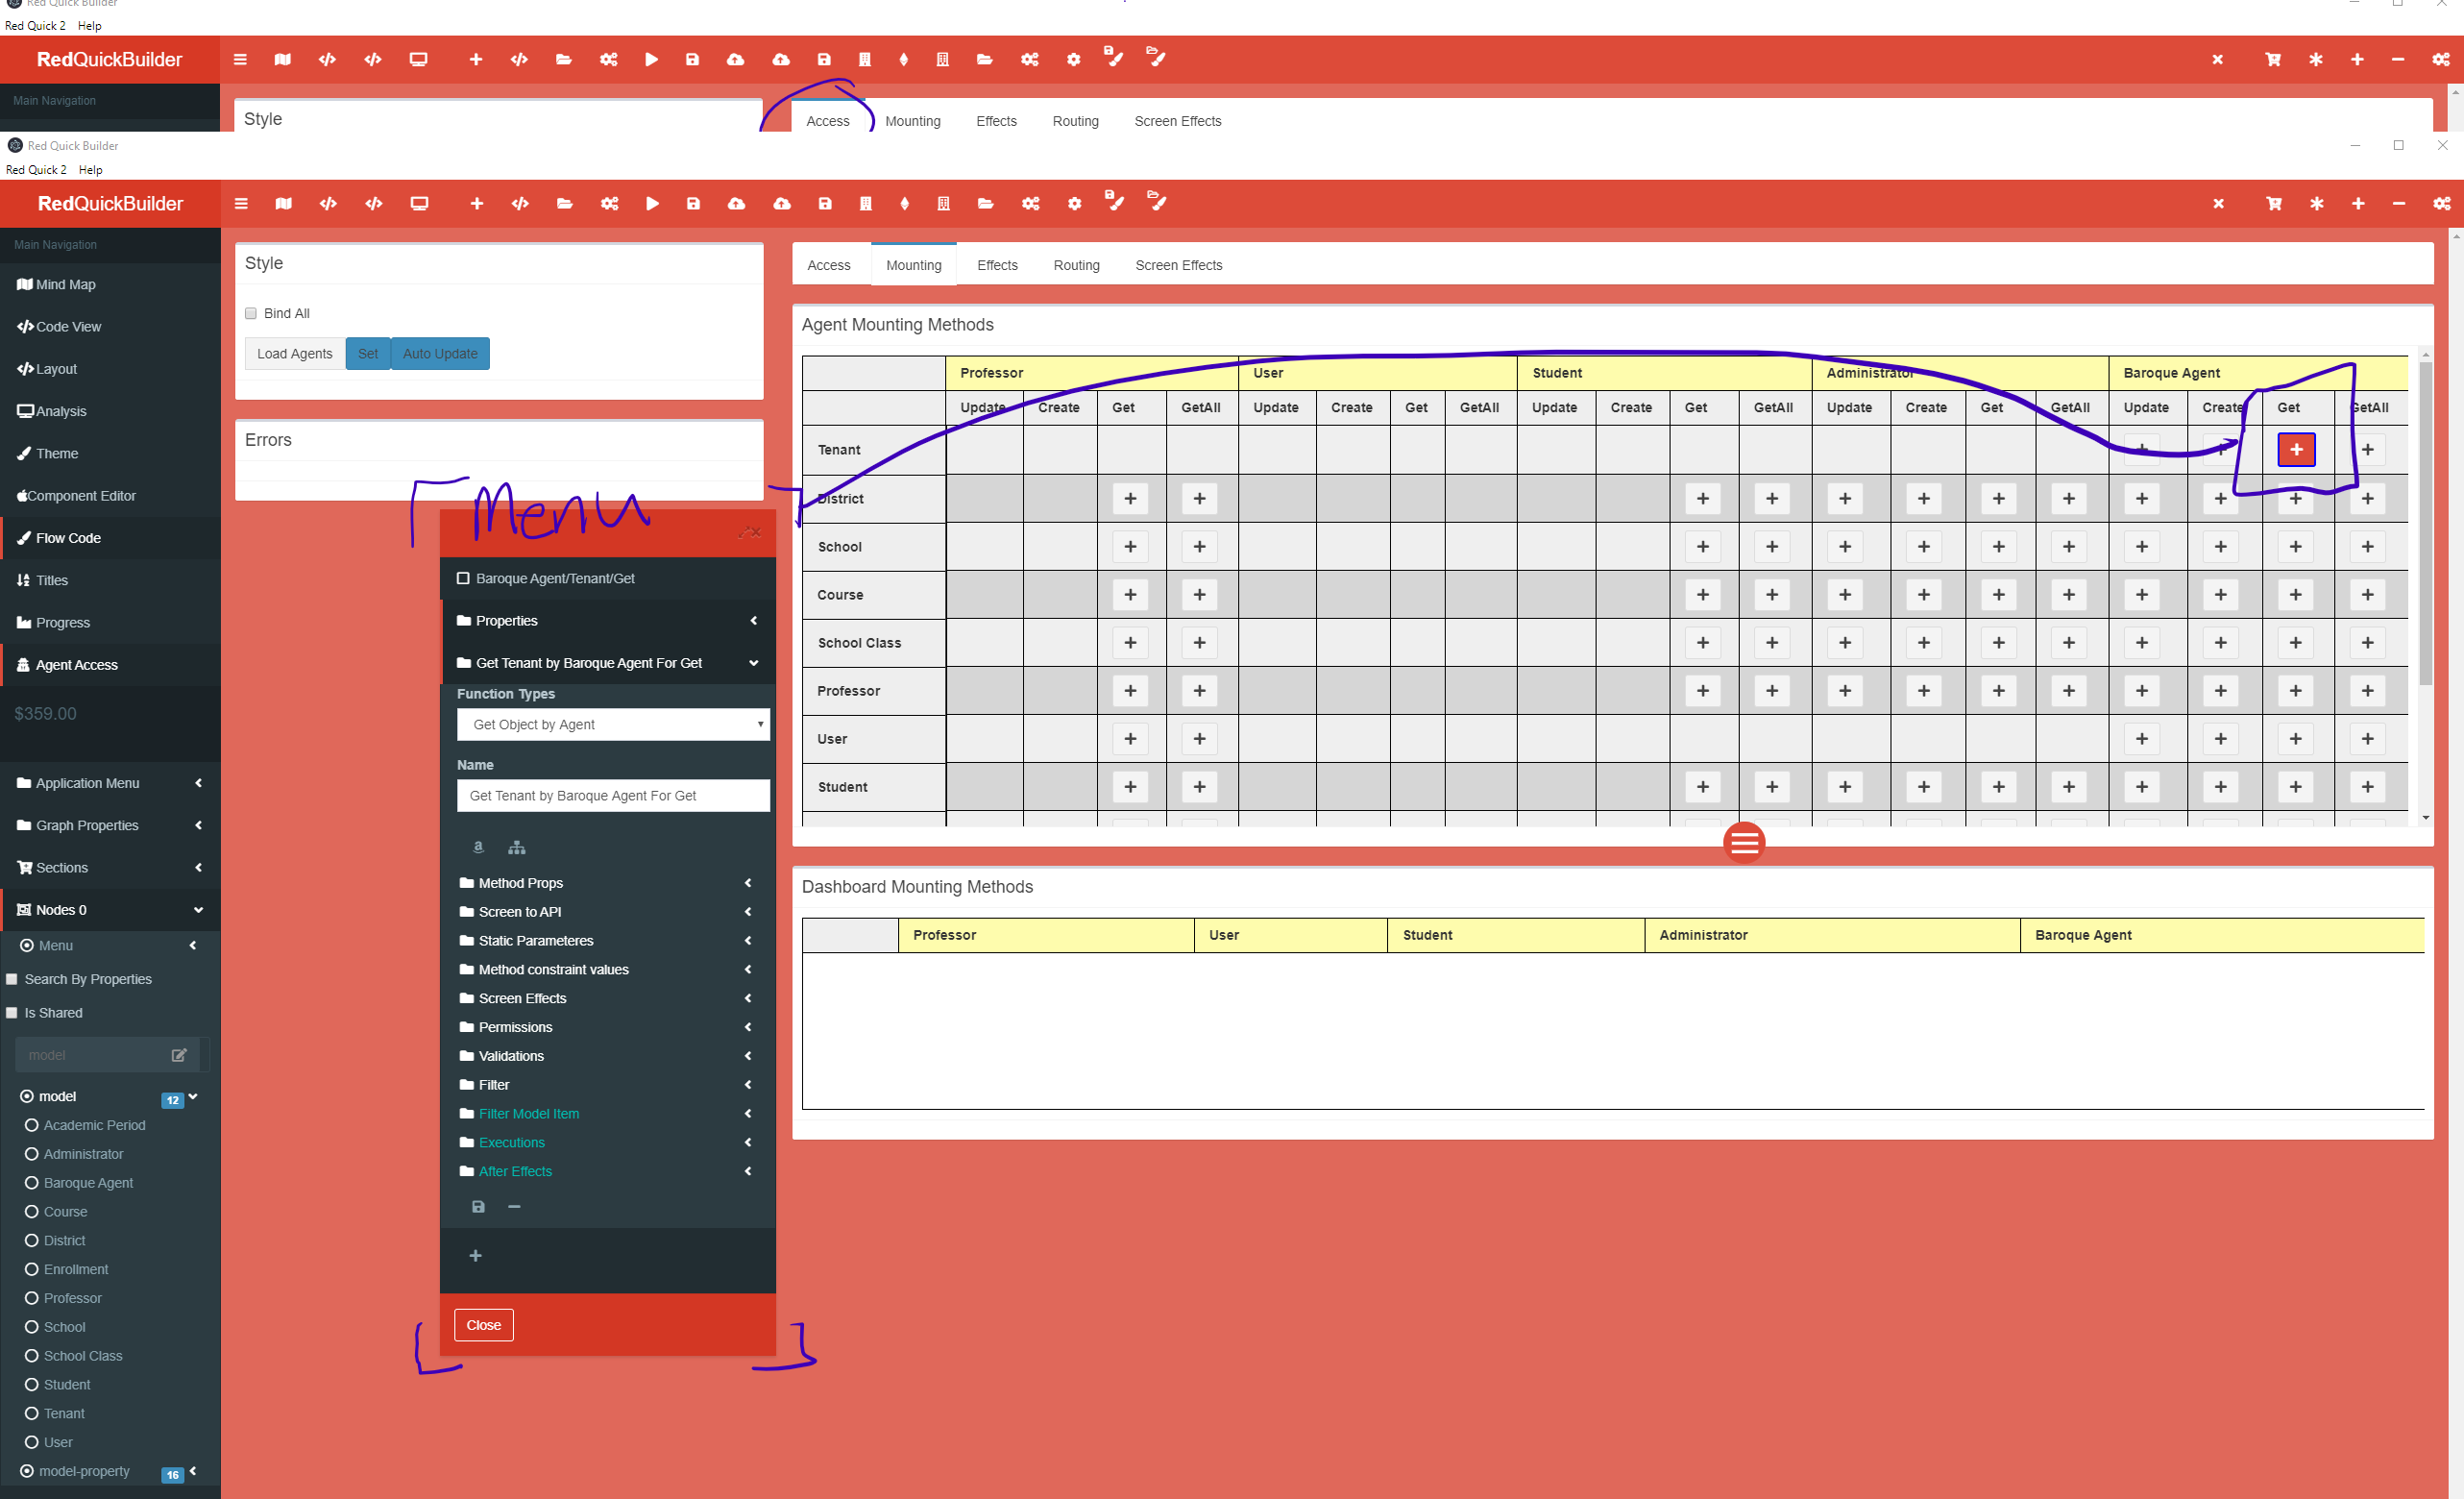 Red Quick Builder
Red Quick 2 Help
RedQuickBuilder
Main Navigation
Style
Access Mounting Effects Routing Screen Effects
Red Quick Builder
Red Quick 2 Help
RedQuickBuilder
Main Navigation
Mind Map
Code View
Layout
Analysis
Theme
Component Editor
Flow Code
Titles
Progress
Agent Access
$359.00
Application Menu
Graph Properties
Sections
Nodes 0
Menu
Search By Properties
Is Shared
model
model 12
Academic Period
Administrator
Baroque Agent
Course
District
Enrollment
Professor
School
School Class
Student
Tenant
User
model-property 16
Style
Bind All
Load Agents Set Auto Update
Errors
Menu
Baroque Agent/Tenant/Get
Properties
Get Tenant by Baroque Agent For Get
Function Types
Get Object by Agent
Name
Get Tenant by Baroque Agent For Get
Method Props
Screen to API
Static Parameteres
Method constraint values
Screen Effects
Permissions
Validations
Filter
Filter Model Item
Executions
After Effects
Close
Access Mounting Effects Routing Screen Effects
Agent Mounting Methods
Professor User Student Administrator Baroque Agent
Update Create Get GetAll Update Create Get GetAll Update Create Get GetAll Update Create Get GetAll Update Create Get GetAll
Tenant
District
School
Course
School Class
Professor
User
Student
Dashboard Mounting Methods
Professor User Student Administrator Baroque Agent